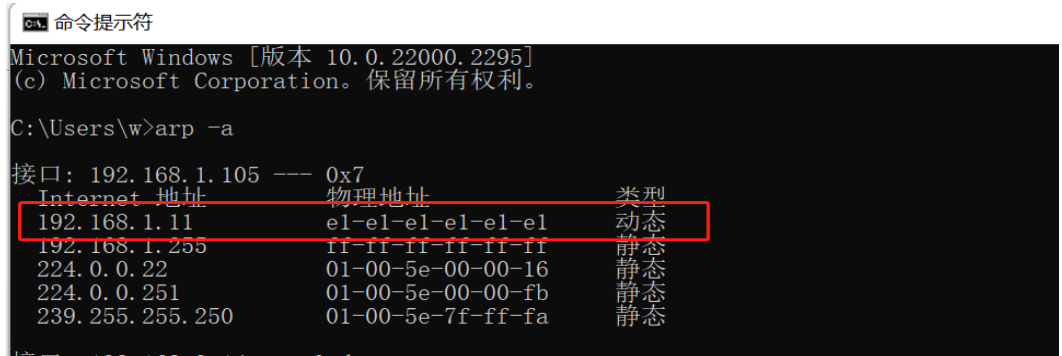 命令提示符
Microsoft Windows [版本 10.0.22000.2295]
(c) Microsoft Corporation。保留所有权利。
C:\Users\w>arp -a
接口: 192.168.1.105 --- 0x7
Internet 地址 物理地址 类型
192.168.1.11 e1-e1-e1-e1-e1-e1 动态
192.168.1.255 ff-ff-ff-ff-ff-ff 静态
224.0.0.22 01-00-5e-00-00-16 静态
224.0.0.251 01-00-5e-00-00-fb 静态
239.255.255.250 01-00-5e-7f-ff-fa 静态